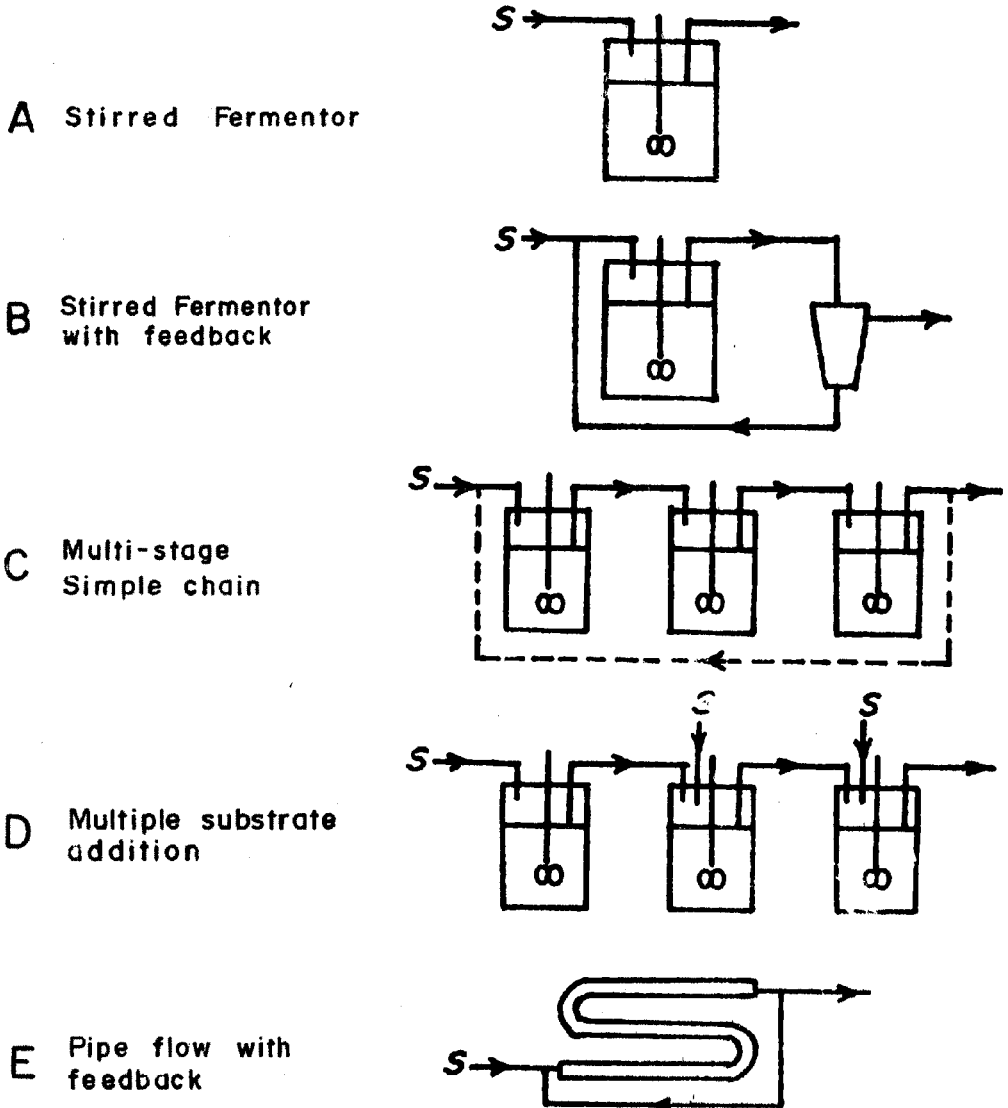 S
A Stirred Fermentor
S
B Stirred Fermentor
with feedback
S
C Multi-stage
Simple chain
S S
S
D Multiple substrate
addition
E Pipe flow with
feedback
S